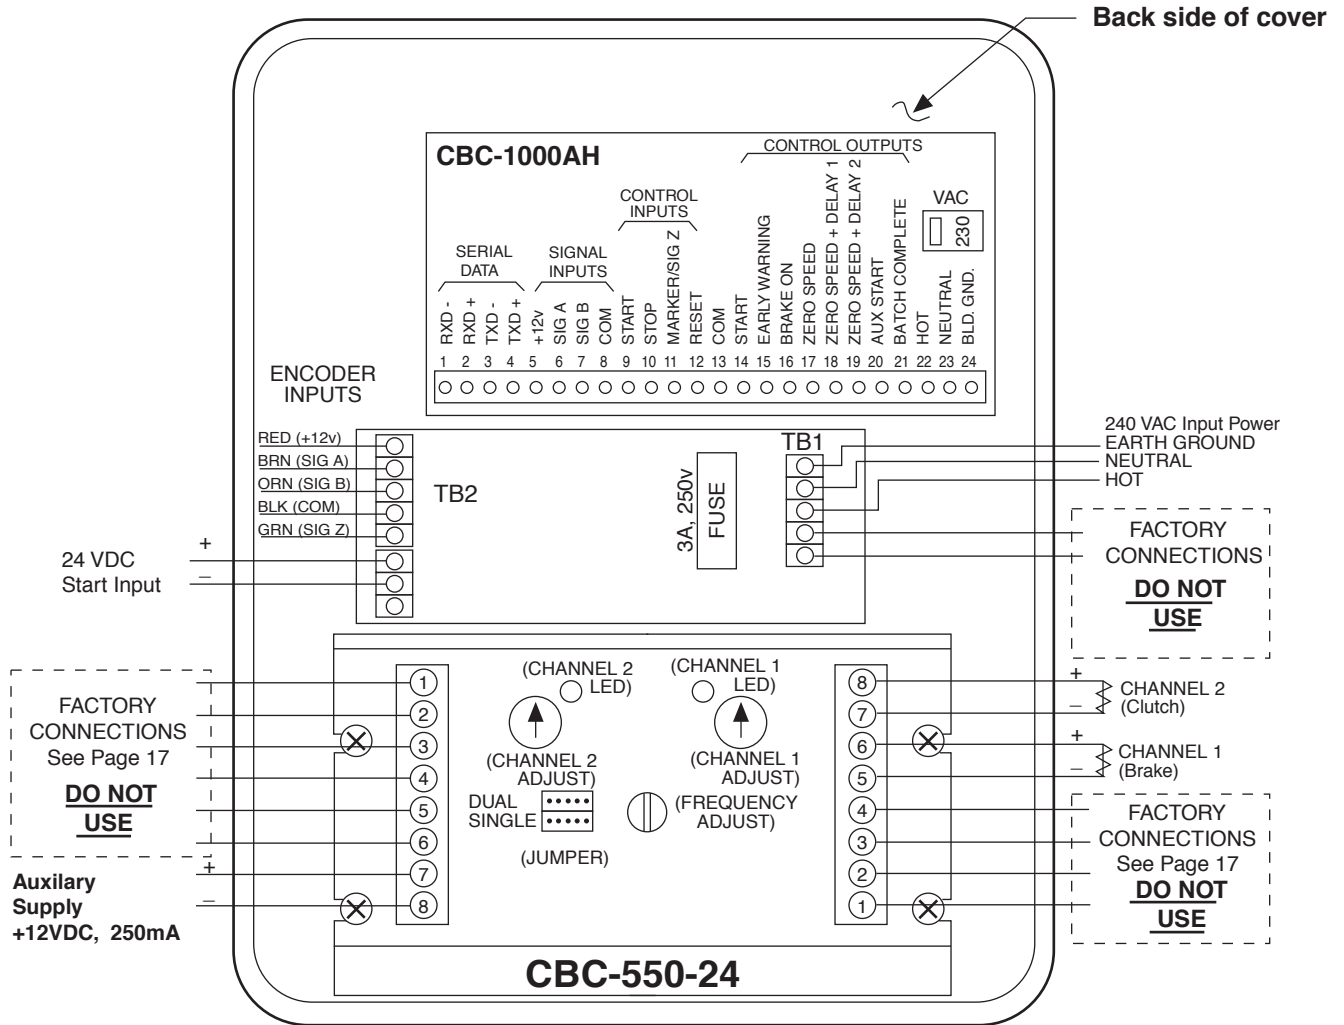 Back side of cover
CBC-1000AH
CONTROL OUTPUTS
CONTROL
INPUTS
SERIAL
DATA
SIGNAL
INPUTS
VAC
230
RXD -
RXD +
TXD -
TXD +
+12v
SIG A
SIG B
COM
START
STOP
MARKER/SIG Z
RESET
COM
START
EARLY WARNING
BRAKE ON
ZERO SPEED
ZERO SPEED + DELAY 1
ZERO SPEED + DELAY 2
AUX START
BATCH COMPLETE
HOT
NEUTRAL
BLD. GND.
1 2 3 4 5 6 7 8 9 10 11 12 13 14 15 16 17 18 19 20 21 22 23 24
ENCODER
INPUTS
RED (+12v)
BRN (SIG A)
ORN (SIG B)
BLK (COM)
GRN (SIG Z)
TB2
3A, 250v
FUSE
TB1
240 VAC Input Power
EARTH GROUND
NEUTRAL
HOT
FACTORY
CONNECTIONS
DO NOT
USE
+
24 VDC
–
Start Input
FACTORY
CONNECTIONS
See Page 17
DO NOT
USE
+
–
Auxilary
Supply
+12VDC, 250mA
1
2
3
4
5
6
7
8
(CHANNEL 2
LED)
(CHANNEL 1
LED)
(CHANNEL 2
ADJUST)
(CHANNEL 1
ADJUST)
DUAL
SINGLE
(JUMPER)
(FREQUENCY
ADJUST)
8
7
6
5
4
3
2
1
+
–
CHANNEL 2
(Clutch)
+
–
CHANNEL 1
(Brake)
FACTORY
CONNECTIONS
See Page 17
DO NOT
USE
CBC-550-24